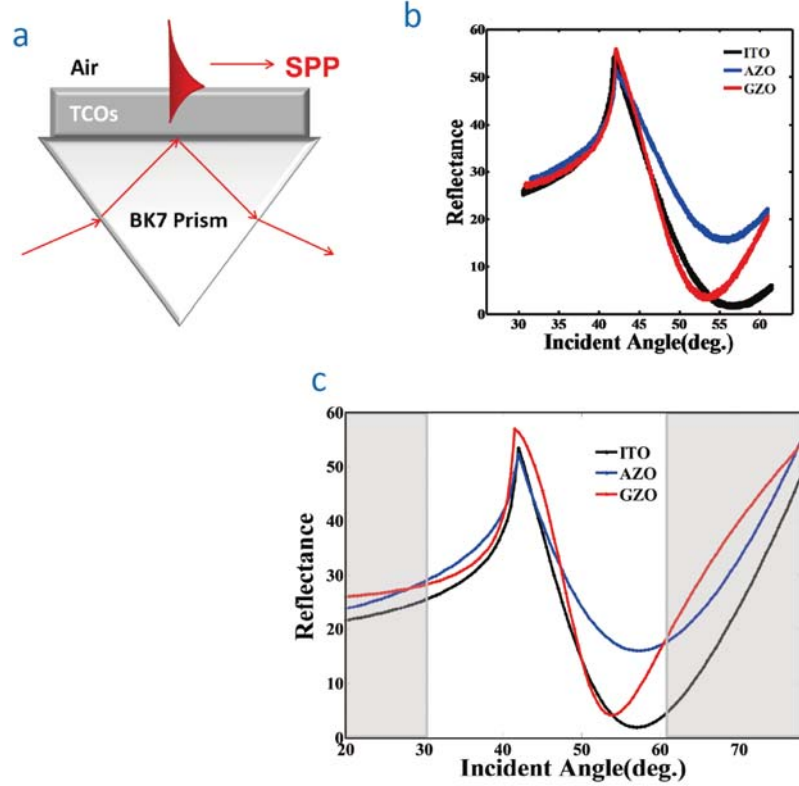 a
Air
SPP
TCOs
BK7 Prism
b
60
50
40
30
20
10
0
Reflectance
ITO
AZO
GZO
30 35 40 45 50 55 60
Incident Angle(deg.)
c
60
50
40
30
20
10
0
Reflectance
ITO
AZO
GZO
20 30 40 50 60 70
Incident Angle(deg.)